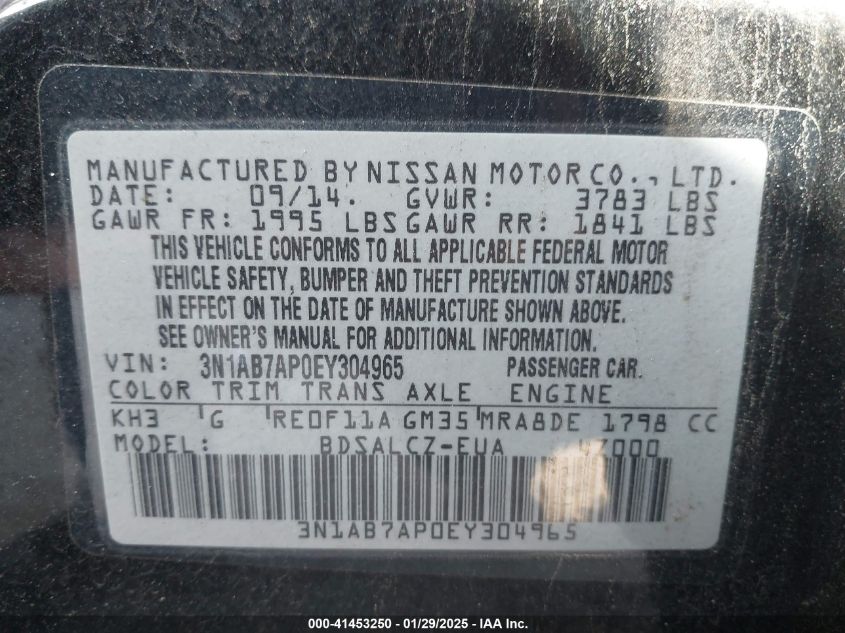 MANUFACTURED BY NISSAN MOTOR CO., LTD.
DATE: 09/14. GVWR: 3783 LBS
GAWR FR: 1995 LBS GAWR RR: 1841 LBS
THIS VEHICLE CONFORMS TO ALL APPLICABLE FEDERAL MOTOR
VEHICLE SAFETY, BUMPER AND THEFT PREVENTION STANDARDS
IN EFFECT ON THE DATE OF MANUFACTURE SHOWN ABOVE.
SEE OWNER'S MANUAL FOR ADDITIONAL INFORMATION.
VIN: 3N1AB7AP0EY304965 PASSENGER CAR.
COLOR TRIM TRANS AXLE ENGINE
KH3 G RE0F11A GM35 MRA8DE 1798 CC
MODEL: BDSALCZ-EUA
3N1AB7AP0EY304965
000-41453250 - 01/29/2025 - IAA Inc.